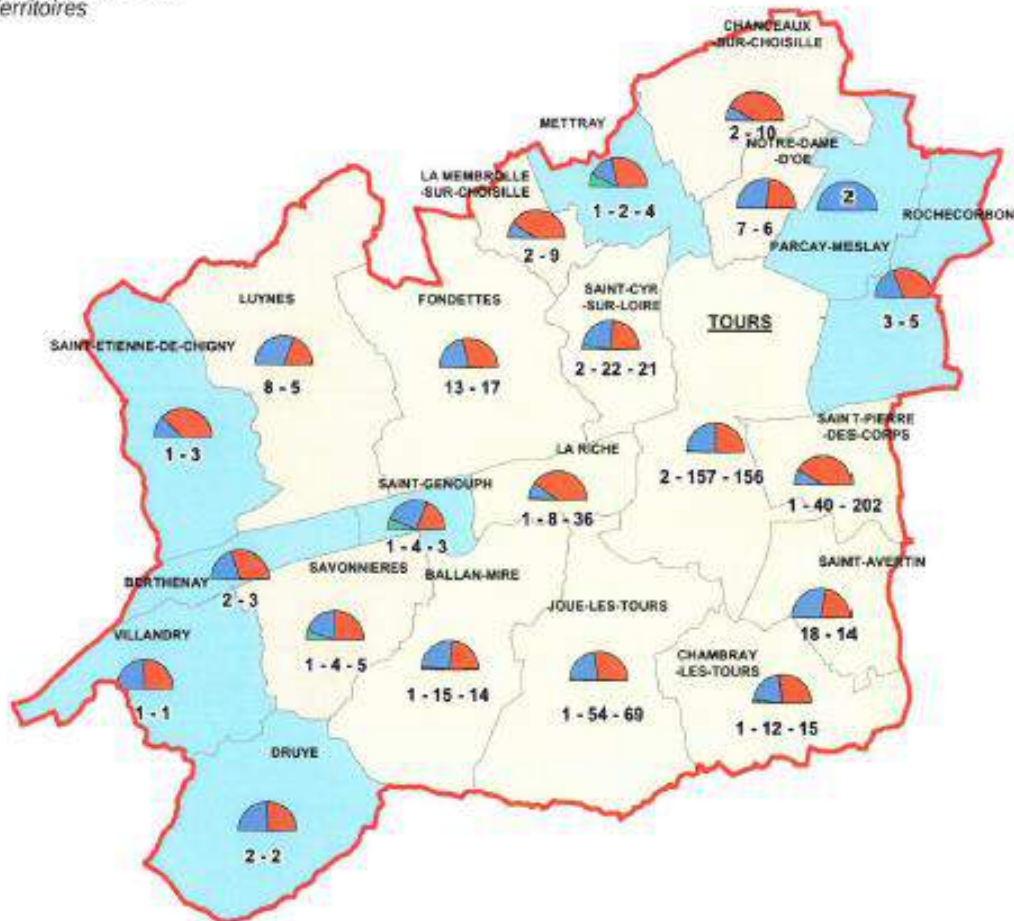 erritoires
CHANCEAUX
-SUR-CHOISILLE
2 - 10
METTRAY
1 - 2 - 4
NOTRE-DAME
-D'OE
7 - 6
LA MEMBROLLE
-SUR-CHOISILLE
2 - 9
2
PARCAY-MESLAY
ROCHECORBON
3 - 5
LUYNES
8 - 5
FONDETTES
13 - 17
SAINT-CYR
-SUR-LOIRE
2 - 22 - 21
TOURS
2 - 157 - 156
SAINT-ETIENNE-DE-CHIGNY
1 - 3
SAINT-PIERRE
-DES-CORPS
1 - 40 - 202
LA RICHE
1 - 8 - 36
SAINT-GENOUPH
1 - 4 - 3
BERTHENAY
2 - 3
SAVONNIERES
1 - 4 - 5
BALLAN-MIRE
1 - 15 - 14
SAINT-AVERTIN
18 - 14
JOUE-LES-TOURS
1 - 54 - 69
CHAMBRAY
-LES-TOURS
1 - 12 - 15
VILLANDRY
1 - 1
DRUYE
2 - 2